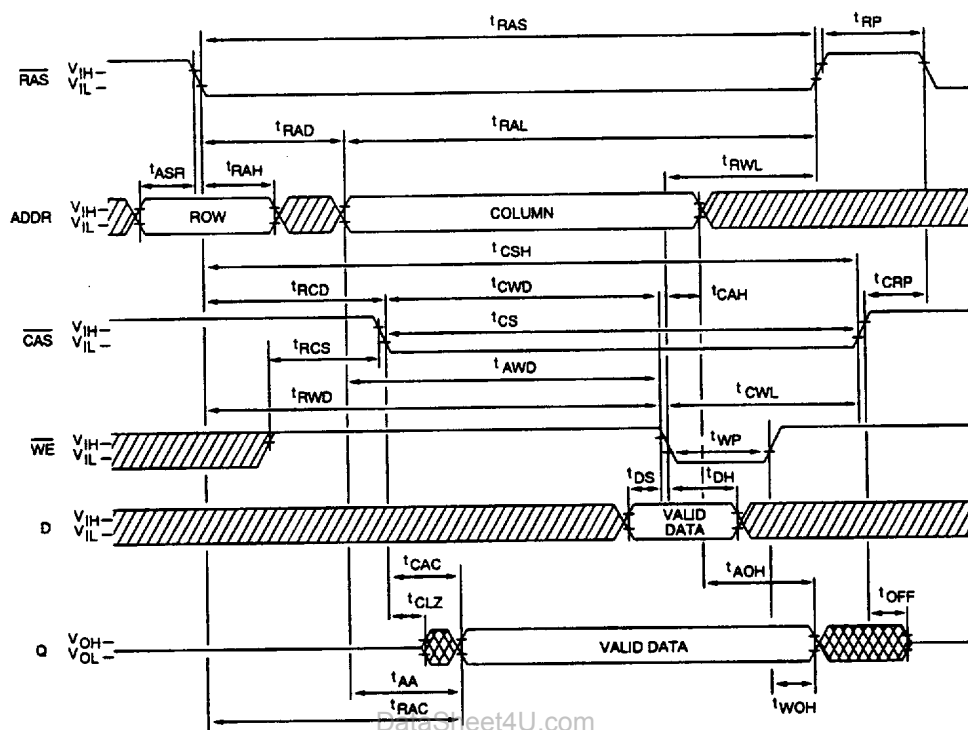 tRAS
tRP
RAS
VIH
VIL
tRAD
tRAL
tASR
tRAH
tRWL
ADDR
VIH
VIL
ROW
COLUMN
tCSH
tRCD
tCWD
tCAH
tCRP
CAS
VIH
VIL
tCS
tRCS
tAWD
tRWD
tCWL
WE
VIH
VIL
tWP
tDS
tDH
D
VIH
VIL
VALID
DATA
tCAC
tAOH
tCLZ
tOFF
Q
VOH
VOL
VALID DATA
tAA
tWOH
tRAC
DataSheet4U.com